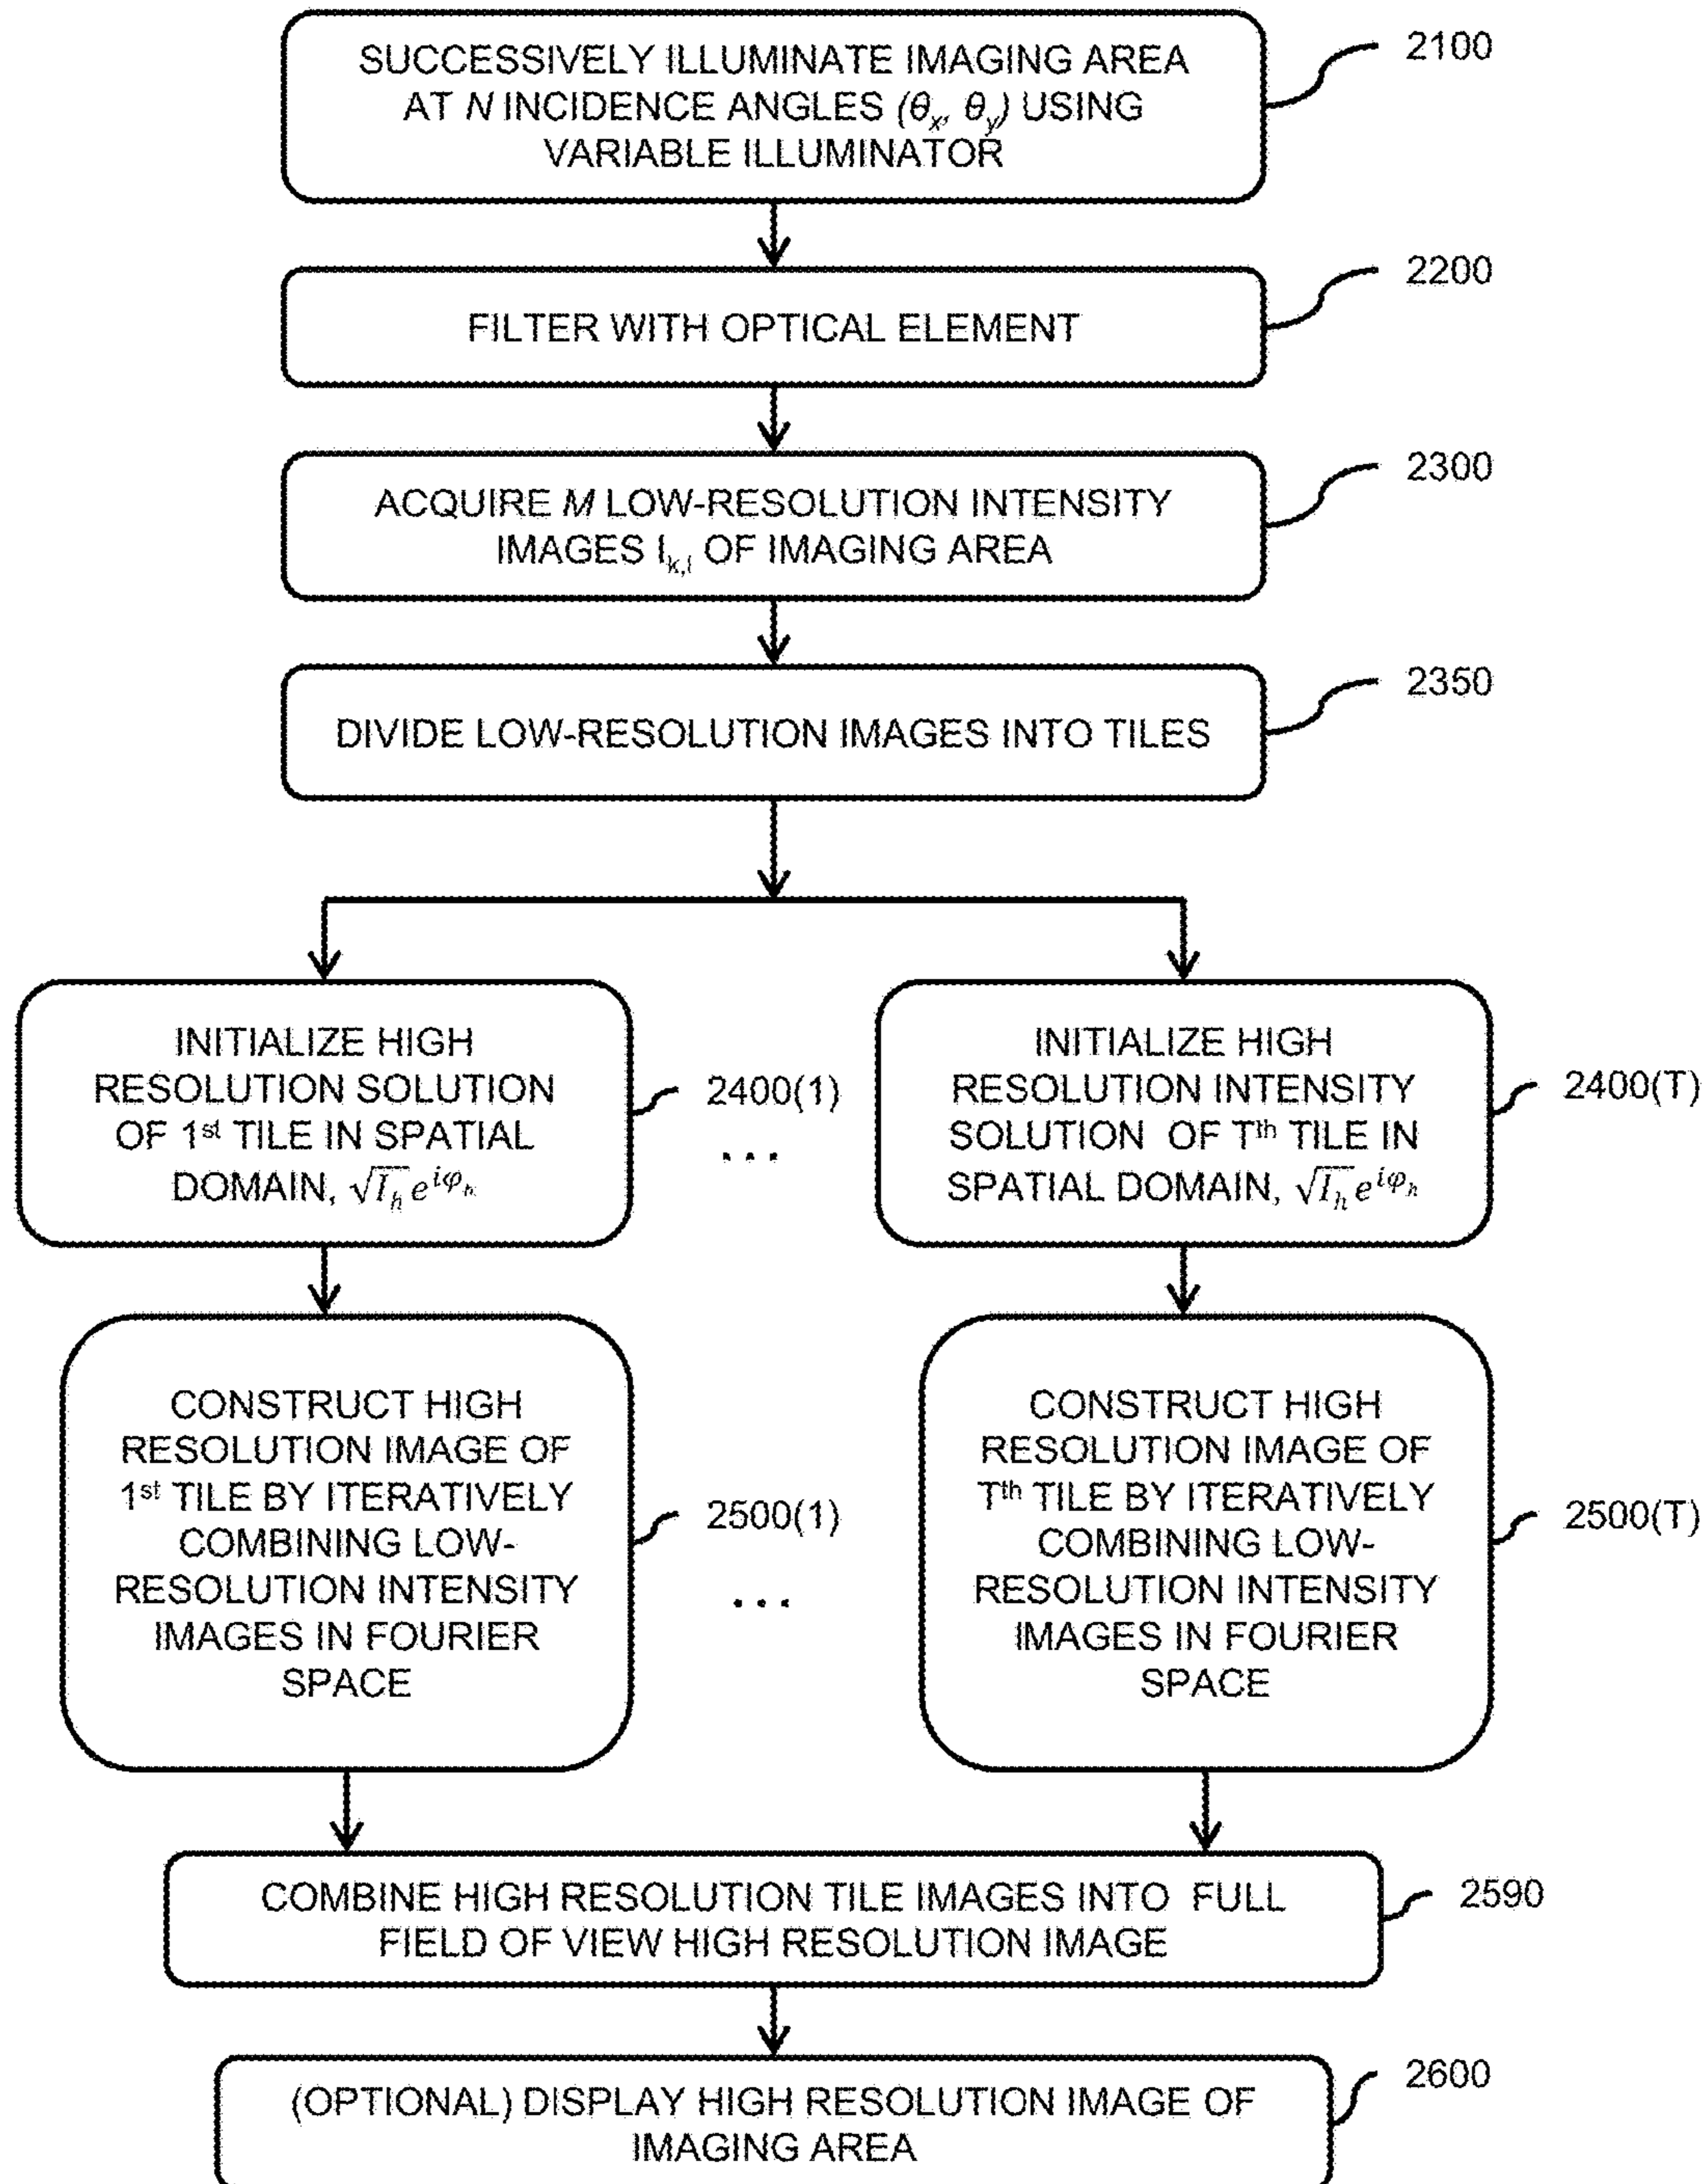 SUCCESSIVELY ILLUMINATE IMAGING AREA
AT N INCIDENCE ANGLES (θx, θy) USING
VARIABLE ILLUMINATOR
2100
FILTER WITH OPTICAL ELEMENT
2200
ACQUIRE M LOW-RESOLUTION INTENSITY
IMAGES Ik,l OF IMAGING AREA
2300
DIVIDE LOW-RESOLUTION IMAGES INTO TILES
2350
INITIALIZE HIGH
RESOLUTION SOLUTION
OF 1st TILE IN SPATIAL
DOMAIN, √Ih e^iφh
2400(1)
...
INITIALIZE HIGH
RESOLUTION INTENSITY
SOLUTION OF Tth TILE IN
SPATIAL DOMAIN, √Ih e^iφh
2400(T)
CONSTRUCT HIGH
RESOLUTION IMAGE OF
1st TILE BY ITERATIVELY
COMBINING LOW-
RESOLUTION INTENSITY
IMAGES IN FOURIER
SPACE
2500(1)
...
CONSTRUCT HIGH
RESOLUTION IMAGE OF
Tth TILE BY ITERATIVELY
COMBINING LOW-
RESOLUTION INTENSITY
IMAGES IN FOURIER
SPACE
2500(T)
COMBINE HIGH RESOLUTION TILE IMAGES INTO FULL
FIELD OF VIEW HIGH RESOLUTION IMAGE
2590
(OPTIONAL) DISPLAY HIGH RESOLUTION IMAGE OF
IMAGING AREA
2600